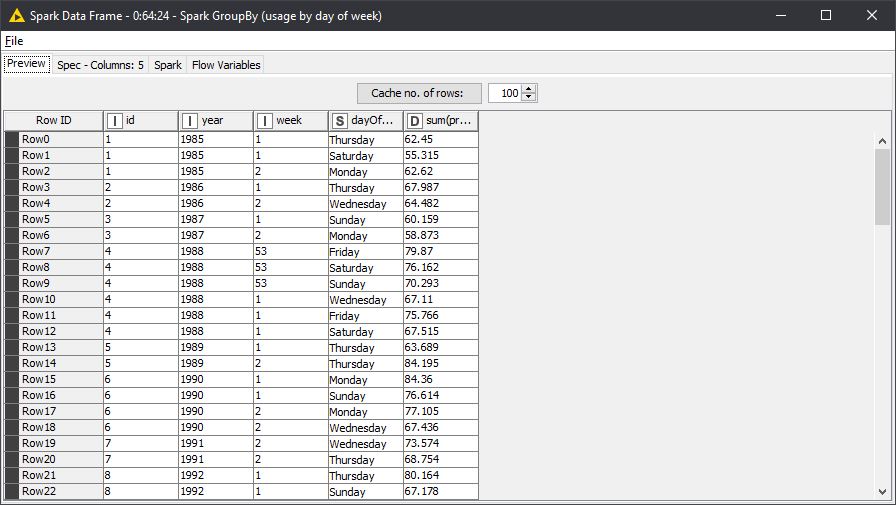 Spark Data Frame - 0:64:24 - Spark GroupBy (usage by day of week)
File
Preview Spec - Columns: 5 Spark Flow Variables
Cache no. of rows: 100
Row ID I id I year I week S dayOf... D sum(pr...
Row0 1 1985 1 Thursday 62.45
Row1 1 1985 1 Saturday 55.315
Row2 1 1985 2 Monday 62.62
Row3 2 1986 1 Thursday 67.987
Row4 2 1986 2 Wednesday 64.482
Row5 3 1987 1 Sunday 60.159
Row6 3 1987 2 Monday 58.873
Row7 4 1988 53 Friday 79.87
Row8 4 1988 53 Saturday 76.162
Row9 4 1988 53 Sunday 70.293
Row10 4 1988 1 Wednesday 67.11
Row11 4 1988 1 Friday 75.766
Row12 4 1988 1 Saturday 67.515
Row13 5 1989 1 Thursday 63.689
Row14 5 1989 2 Thursday 84.195
Row15 6 1990 1 Monday 84.36
Row16 6 1990 1 Sunday 76.614
Row17 6 1990 2 Monday 77.105
Row18 6 1990 2 Wednesday 67.436
Row19 7 1991 2 Wednesday 73.574
Row20 7 1991 2 Thursday 68.754
Row21 8 1992 1 Thursday 80.164
Row22 8 1992 1 Sunday 67.178